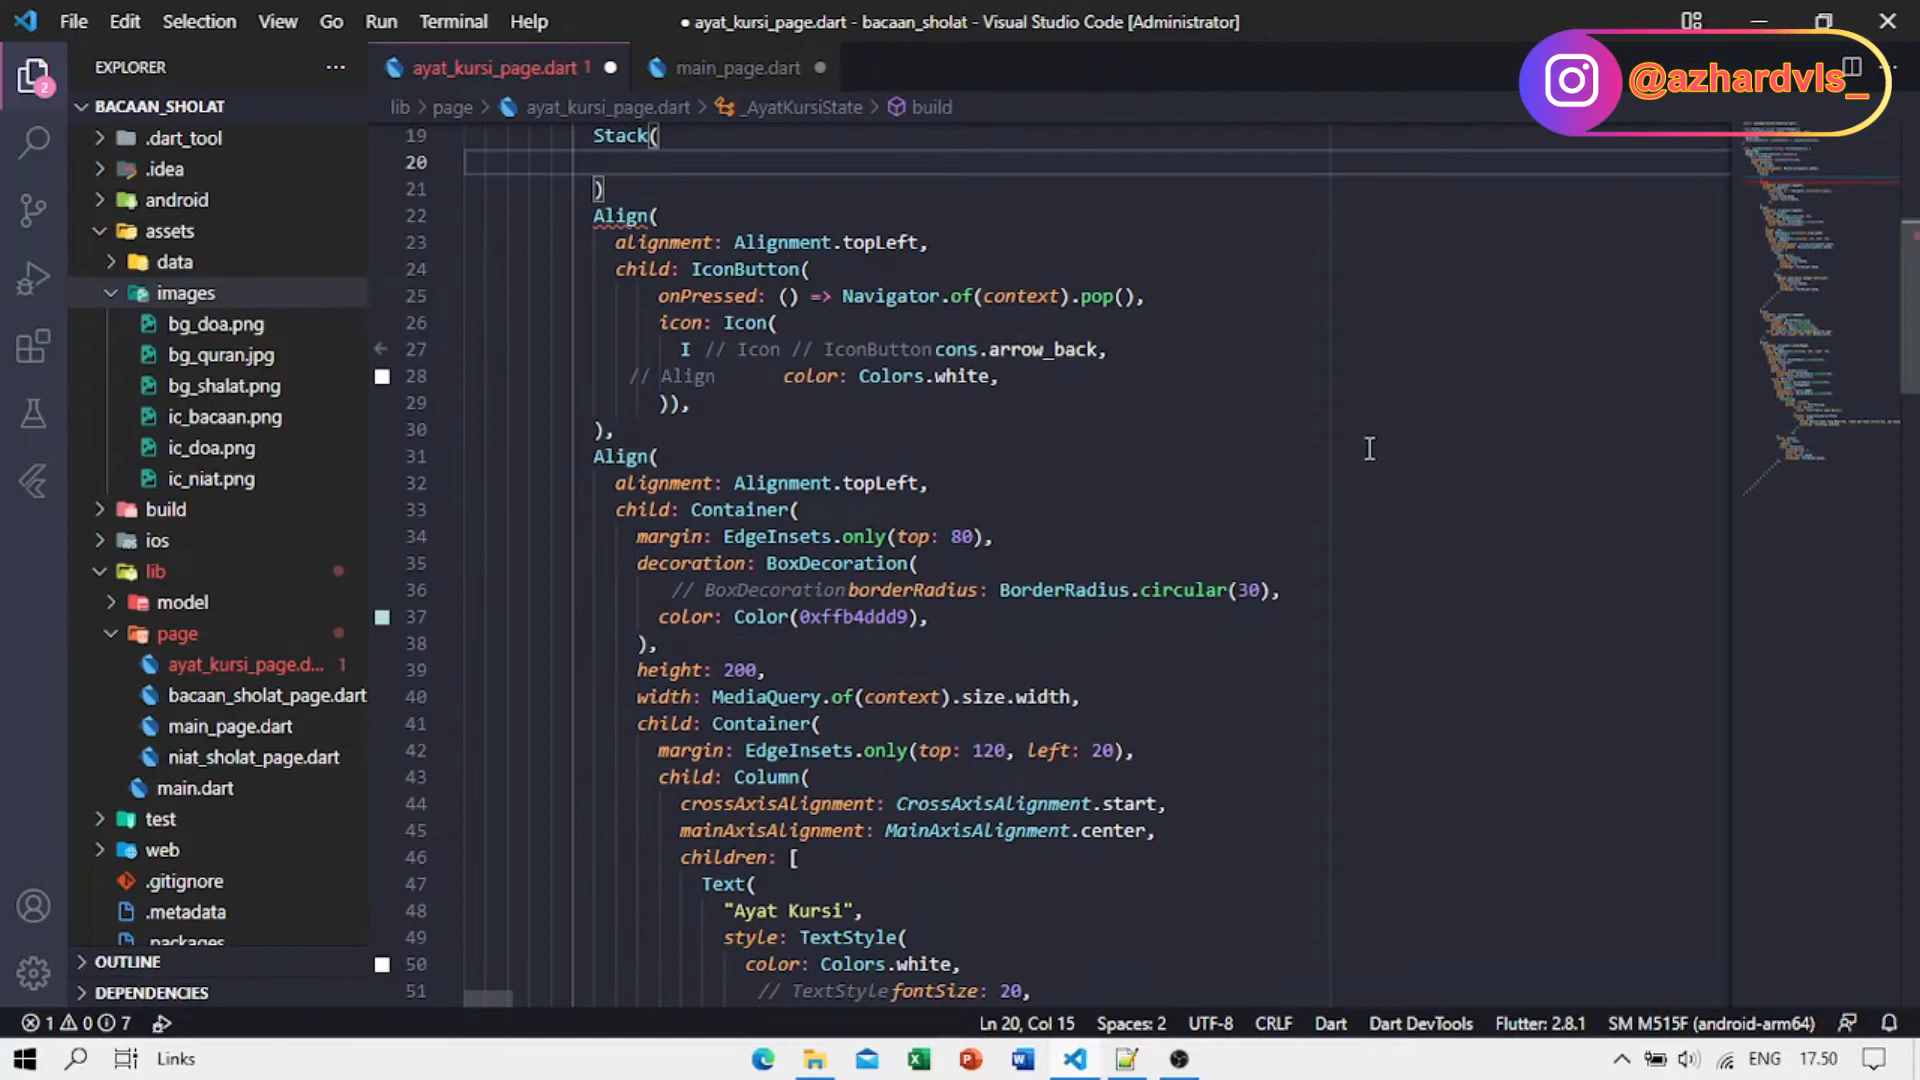 File Edit Selection View Go Run Terminal Help
● ayat_kursi_page.dart - bacaan_sholat - Visual Studio Code [Administrator]
@azhardvls_
EXPLORER
ayat_kursi_page.dart 1
main_page.dart
BACAAN_SHOLAT
lib > page > ayat_kursi_page.dart > _AyatKursiState > build
2
.dart_tool
.idea
android
assets
data
images
bg_doa.png
bg_quran.jpg
bg_shalat.png
ic_bacaan.png
ic_doa.png
ic_niat.png
build
ios
lib
model
page
ayat_kursi_page.d... 1
bacaan_sholat_page.dart
main_page.dart
niat_sholat_page.dart
main.dart
test
web
.gitignore
.metadata
.packages
OUTLINE
DEPENDENCIES
19 Stack(
20
21 )
22 Align(
23 alignment: Alignment.topLeft,
24 child: IconButton(
25 onPressed: () => Navigator.of(context).pop(),
26 icon: Icon(
27 I // Icon // IconButton cons.arrow_back,
28 // Align color: Colors.white,
29 )),
30 ),
31 Align(
32 alignment: Alignment.topLeft,
33 child: Container(
34 margin: EdgeInsets.only(top: 80),
35 decoration: BoxDecoration(
36 // BoxDecoration borderRadius: BorderRadius.circular(30),
37 color: Color(0xffb4ddd9),
38 ),
39 height: 200,
40 width: MediaQuery.of(context).size.width,
41 child: Container(
42 margin: EdgeInsets.only(top: 120, left: 20),
43 child: Column(
44 crossAxisAlignment: CrossAxisAlignment.start,
45 mainAxisAlignment: MainAxisAlignment.center,
46 children: [
47 Text(
48 "Ayat Kursi",
49 style: TextStyle(
50 color: Colors.white,
51 // TextStyle fontSize: 20,
1 0 7
Ln 20, Col 15 Spaces: 2 UTF-8 CRLF Dart Dart DevTools Flutter: 2.8.1 SM M515F (android-arm64)
Links
ENG 17.50